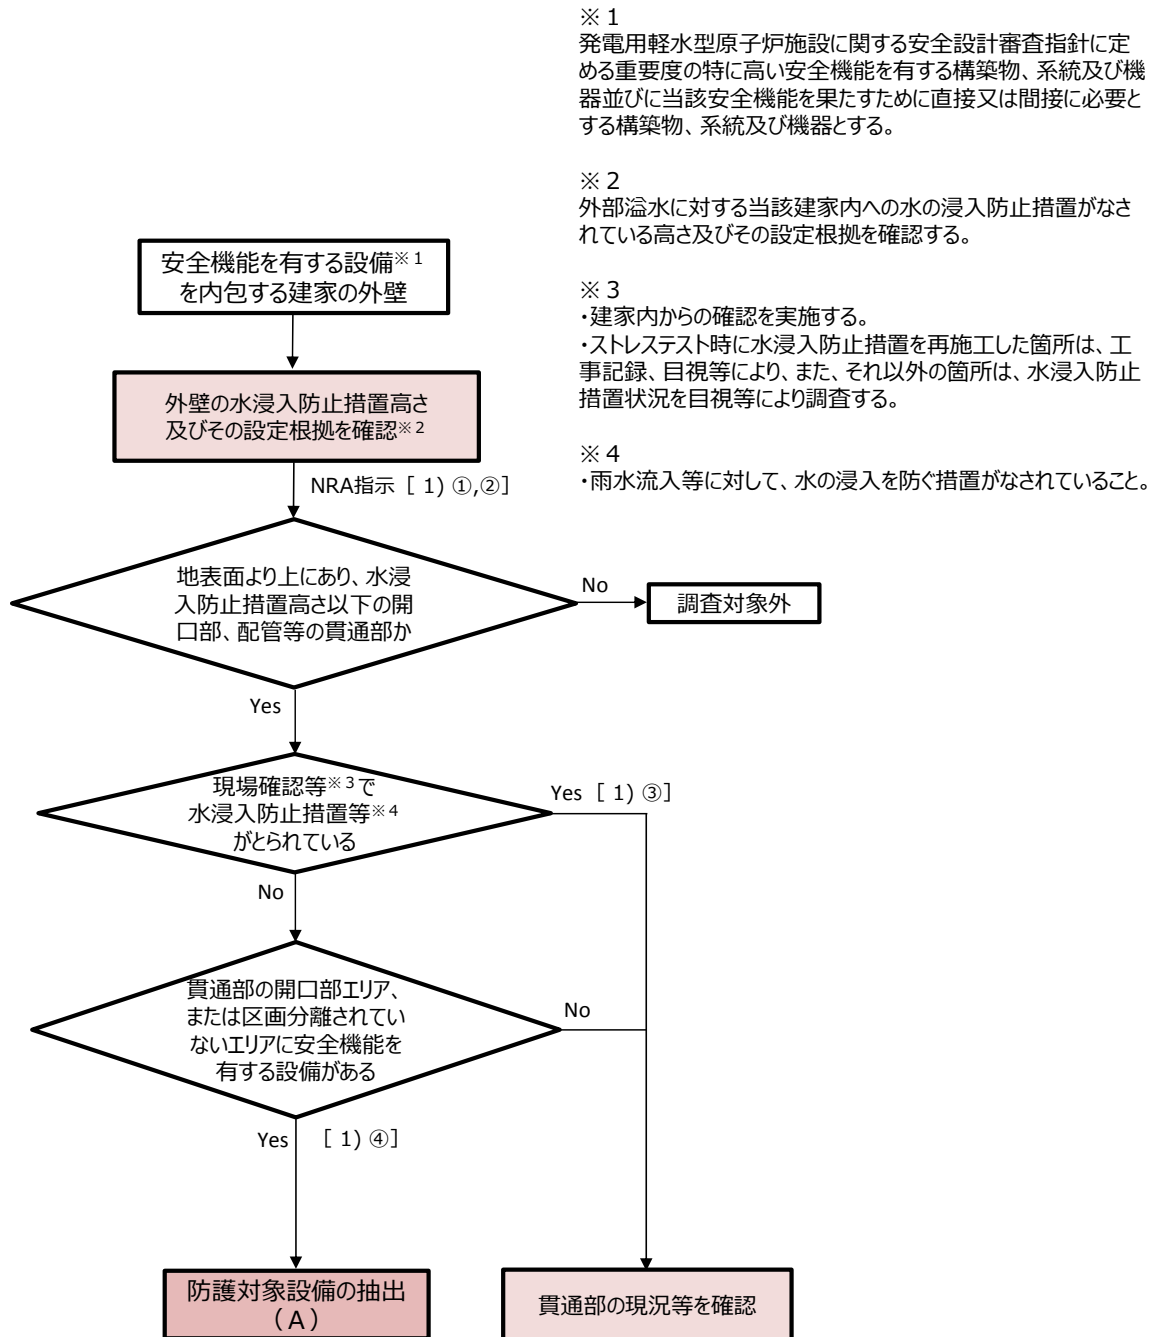 ※１
発電用軽水型原子炉施設に関する安全設計審査指針に定
める重要度の特に高い安全機能を有する構築物、系統及び機
器並びに当該安全機能を果たすために直接又は間接に必要と
する構築物、系統及び機器とする。
※２
外部溢水に対する当該建家内への水の浸入防止措置がなさ
れている高さ及びその設定根拠を確認する。
※３
・建家内からの確認を実施する。
・ストレステスト時に水浸入防止措置を再施工した箇所は、工
事記録、目視等により、また、それ以外の箇所は、水浸入防止
措置状況を目視等により調査する。
※４
・雨水流入等に対して、水の浸入を防ぐ措置がなされていること。
安全機能を有する設備※１
を内包する建家の外壁
外壁の水浸入防止措置高さ
及びその設定根拠を確認※２
NRA指示［ 1) ①,②］
地表面より上にあり、水浸
入防止措置高さ以下の開
口部、配管等の貫通部か
No
調査対象外
Yes
現場確認等※３で
水浸入防止措置等※４
がとられている
Yes［ 1) ③］
No
貫通部の開口部エリア、
または区画分離されてい
ないエリアに安全機能を
有する設備がある
No
Yes ［ 1) ④］
防護対象設備の抽出
（Ａ）
貫通部の現況等を確認